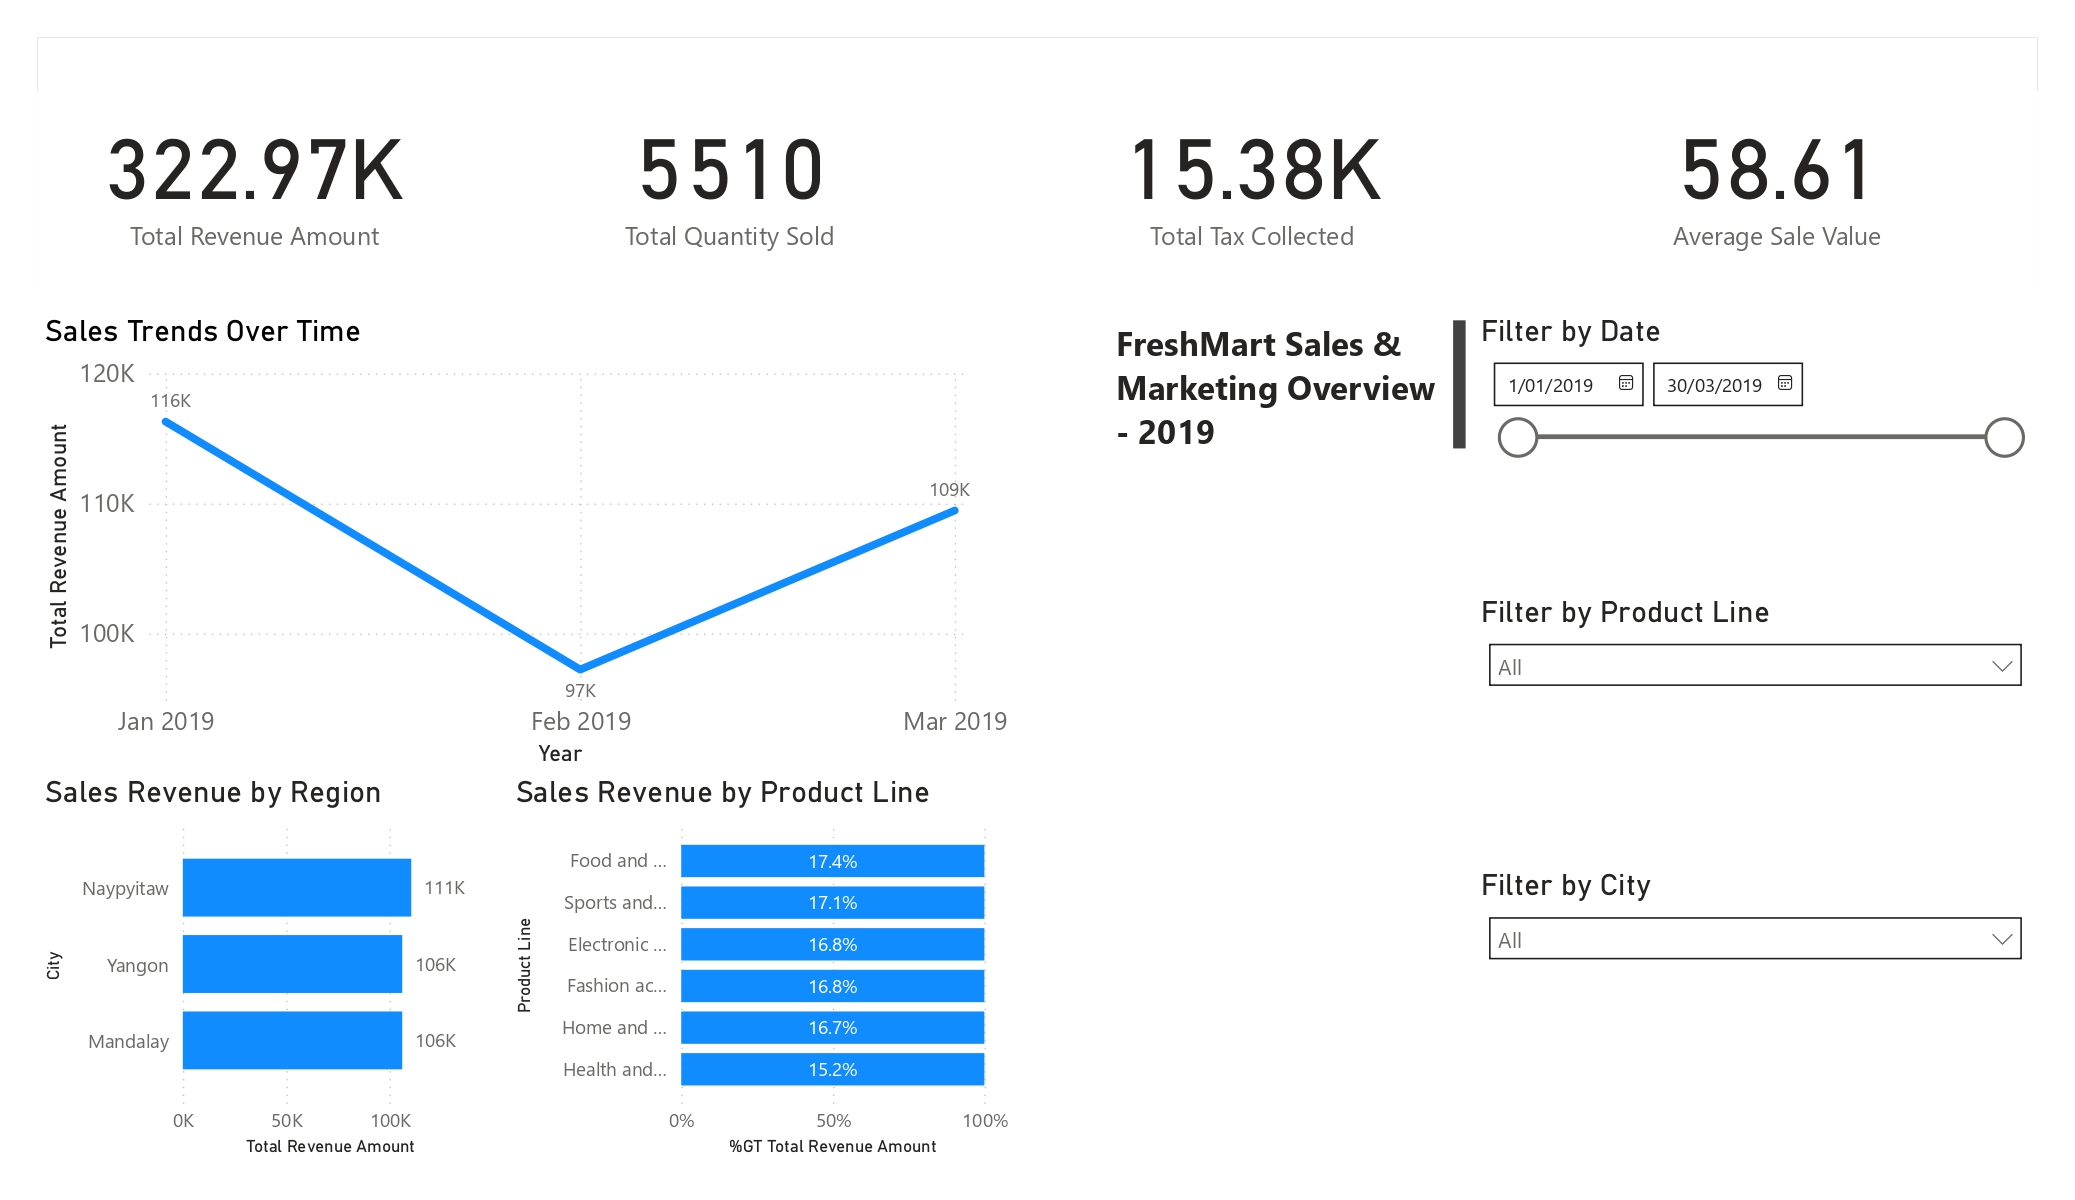 322.97K
Total Revenue Amount
5510
Total Quantity Sold
15.38K
Total Tax Collected
58.61
Average Sale Value
Sales Trends Over Time
Total Revenue Amount
120K
110K
100K
116K
97K
109K
Jan 2019
Feb 2019
Mar 2019
Year
FreshMart Sales &
Marketing Overview
- 2019
Filter by Date
1/01/2019
30/03/2019
Filter by Product Line
All
Filter by City
All
Sales Revenue by Region
City
Naypyitaw 111K
Yangon 106K
Mandalay 106K
0K 50K 100K
Total Revenue Amount
Sales Revenue by Product Line
Product Line
Food and ... 17.4%
Sports and... 17.1%
Electronic ... 16.8%
Fashion ac... 16.8%
Home and ... 16.7%
Health and... 15.2%
0% 50% 100%
%GT Total Revenue Amount